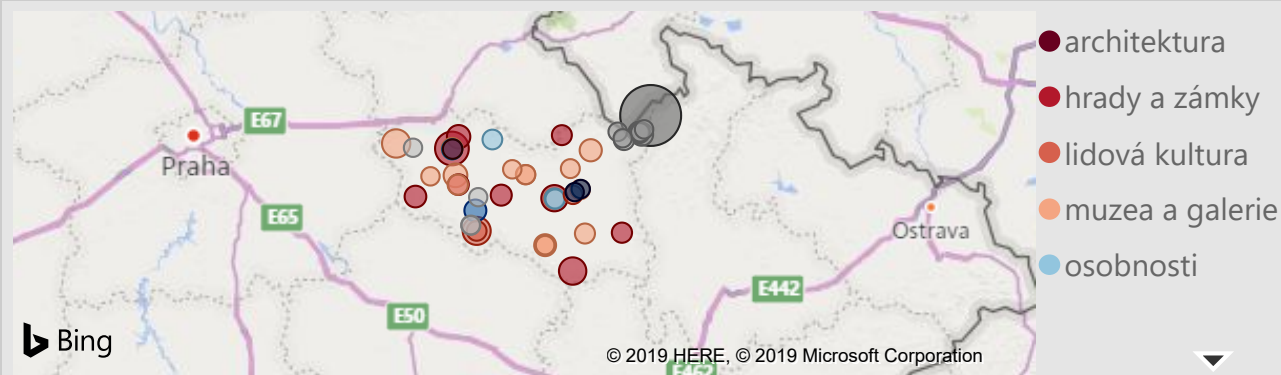 architektura
hrady a zámky
lidová kultura
muzea a galerie
osobnosti
E67
Praha
E65
Ostrava
E442
E50
E462
Bing
© 2019 HERE, © 2019 Microsoft Corporation